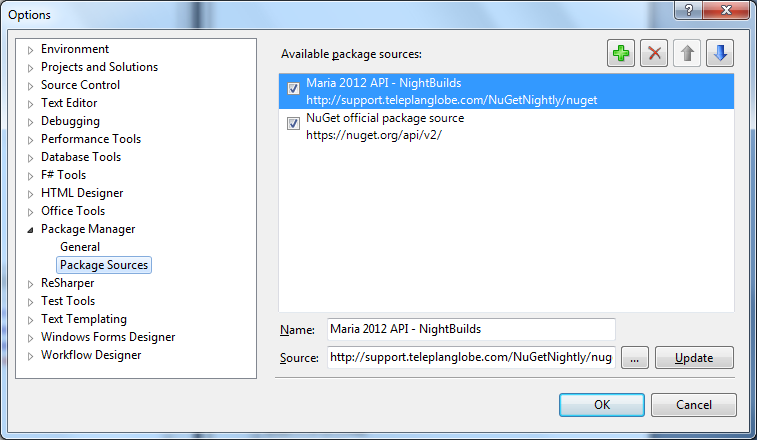 Options
Environment
Projects and Solutions
Source Control
Text Editor
Debugging
Performance Tools
Database Tools
F# Tools
HTML Designer
Office Tools
Package Manager
General
Package Sources
ReSharper
Test Tools
Text Templating
Windows Forms Designer
Workflow Designer
Available package sources:
Maria 2012 API - NightBuilds
http://support.teleplanglobe.com/NuGetNightly/nuget
NuGet official package source
https://nuget.org/api/v2/
Name: Maria 2012 API - NightBuilds
Source: http://support.teleplanglobe.com/NuGetNightly/nug ... Update
OK Cancel